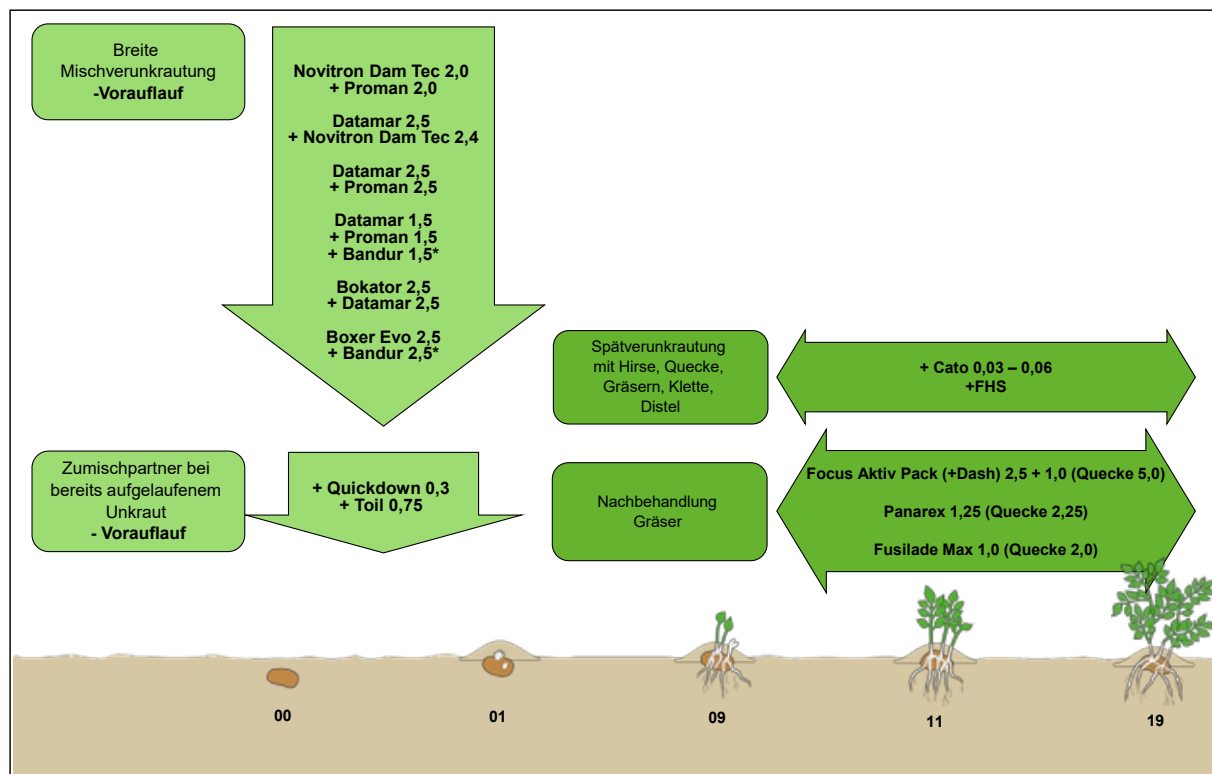 Breite
Mischverunkrautung
-Vorauflauf
Novitron Dam Tec 2,0
+ Proman 2,0
Datamar 2,5
+ Novitron Dam Tec 2,4
Datamar 2,5
+ Proman 2,5
Datamar 1,5
+ Proman 1,5
+ Bandur 1,5*
Bokator 2,5
+ Datamar 2,5
Boxer Evo 2,5
+ Bandur 2,5*
Spätverunkrautung
mit Hirse, Quecke,
Gräsern, Klette,
Distel
+ Cato 0,03 – 0,06
+FHS
Zumischpartner bei
bereits aufgelaufenem
Unkraut
- Vorauflauf
+ Quickdown 0,3
+ Toil 0,75
Nachbehandlung
Gräser
Focus Aktiv Pack (+Dash) 2,5 + 1,0 (Quecke 5,0)
Panarex 1,25 (Quecke 2,25)
Fusilade Max 1,0 (Quecke 2,0)
00
01
09
11
19